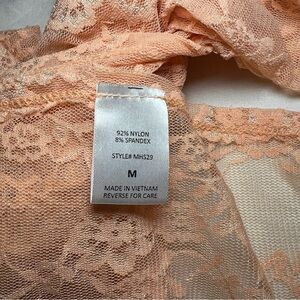 92% NYLON
8% SPANDEX
STYLE# MH529
M
MADE IN VIETNAM
REVERSE FOR CARE